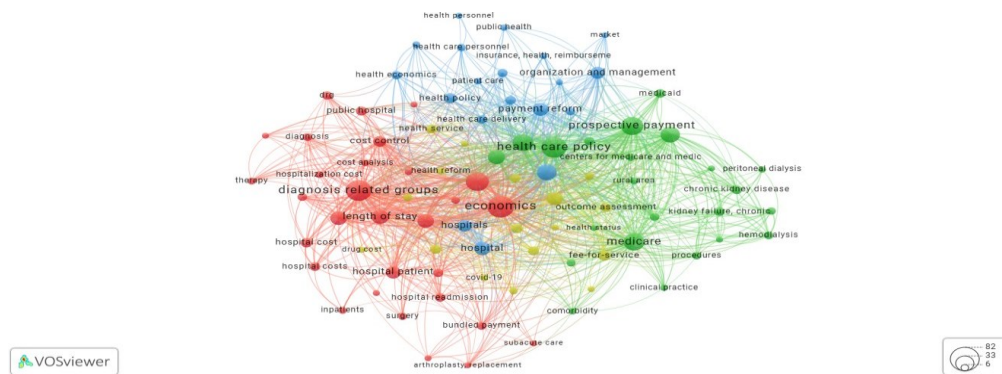 health personnel
public health
market
health care personnel
insurance, health, reimburseme
health economics
patient care
organization and management
drg
health policy
medicaid
public hospital
payment reform
health care delivery
health service
prospective payment
diagnosis
cost control
health care policy
cost analysis
centers for medicare and medic
hospitalization cost
health reform
peritoneal dialysis
therapy
rural area
diagnosis related groups
chronic kidney disease
economics
outcome assessment
length of stay
kidney failure, chronic
hospitals
health status
hemodialysis
hospital cost
drug cost
hospital
medicare
fee-for-service
procedures
hospital costs
hospital patient
covid-19
clinical practice
hospital readmission
inpatients
surgery
comorbidity
bundled payment
subacute care
arthroplasty, replacement
VOSviewer
82
33
6